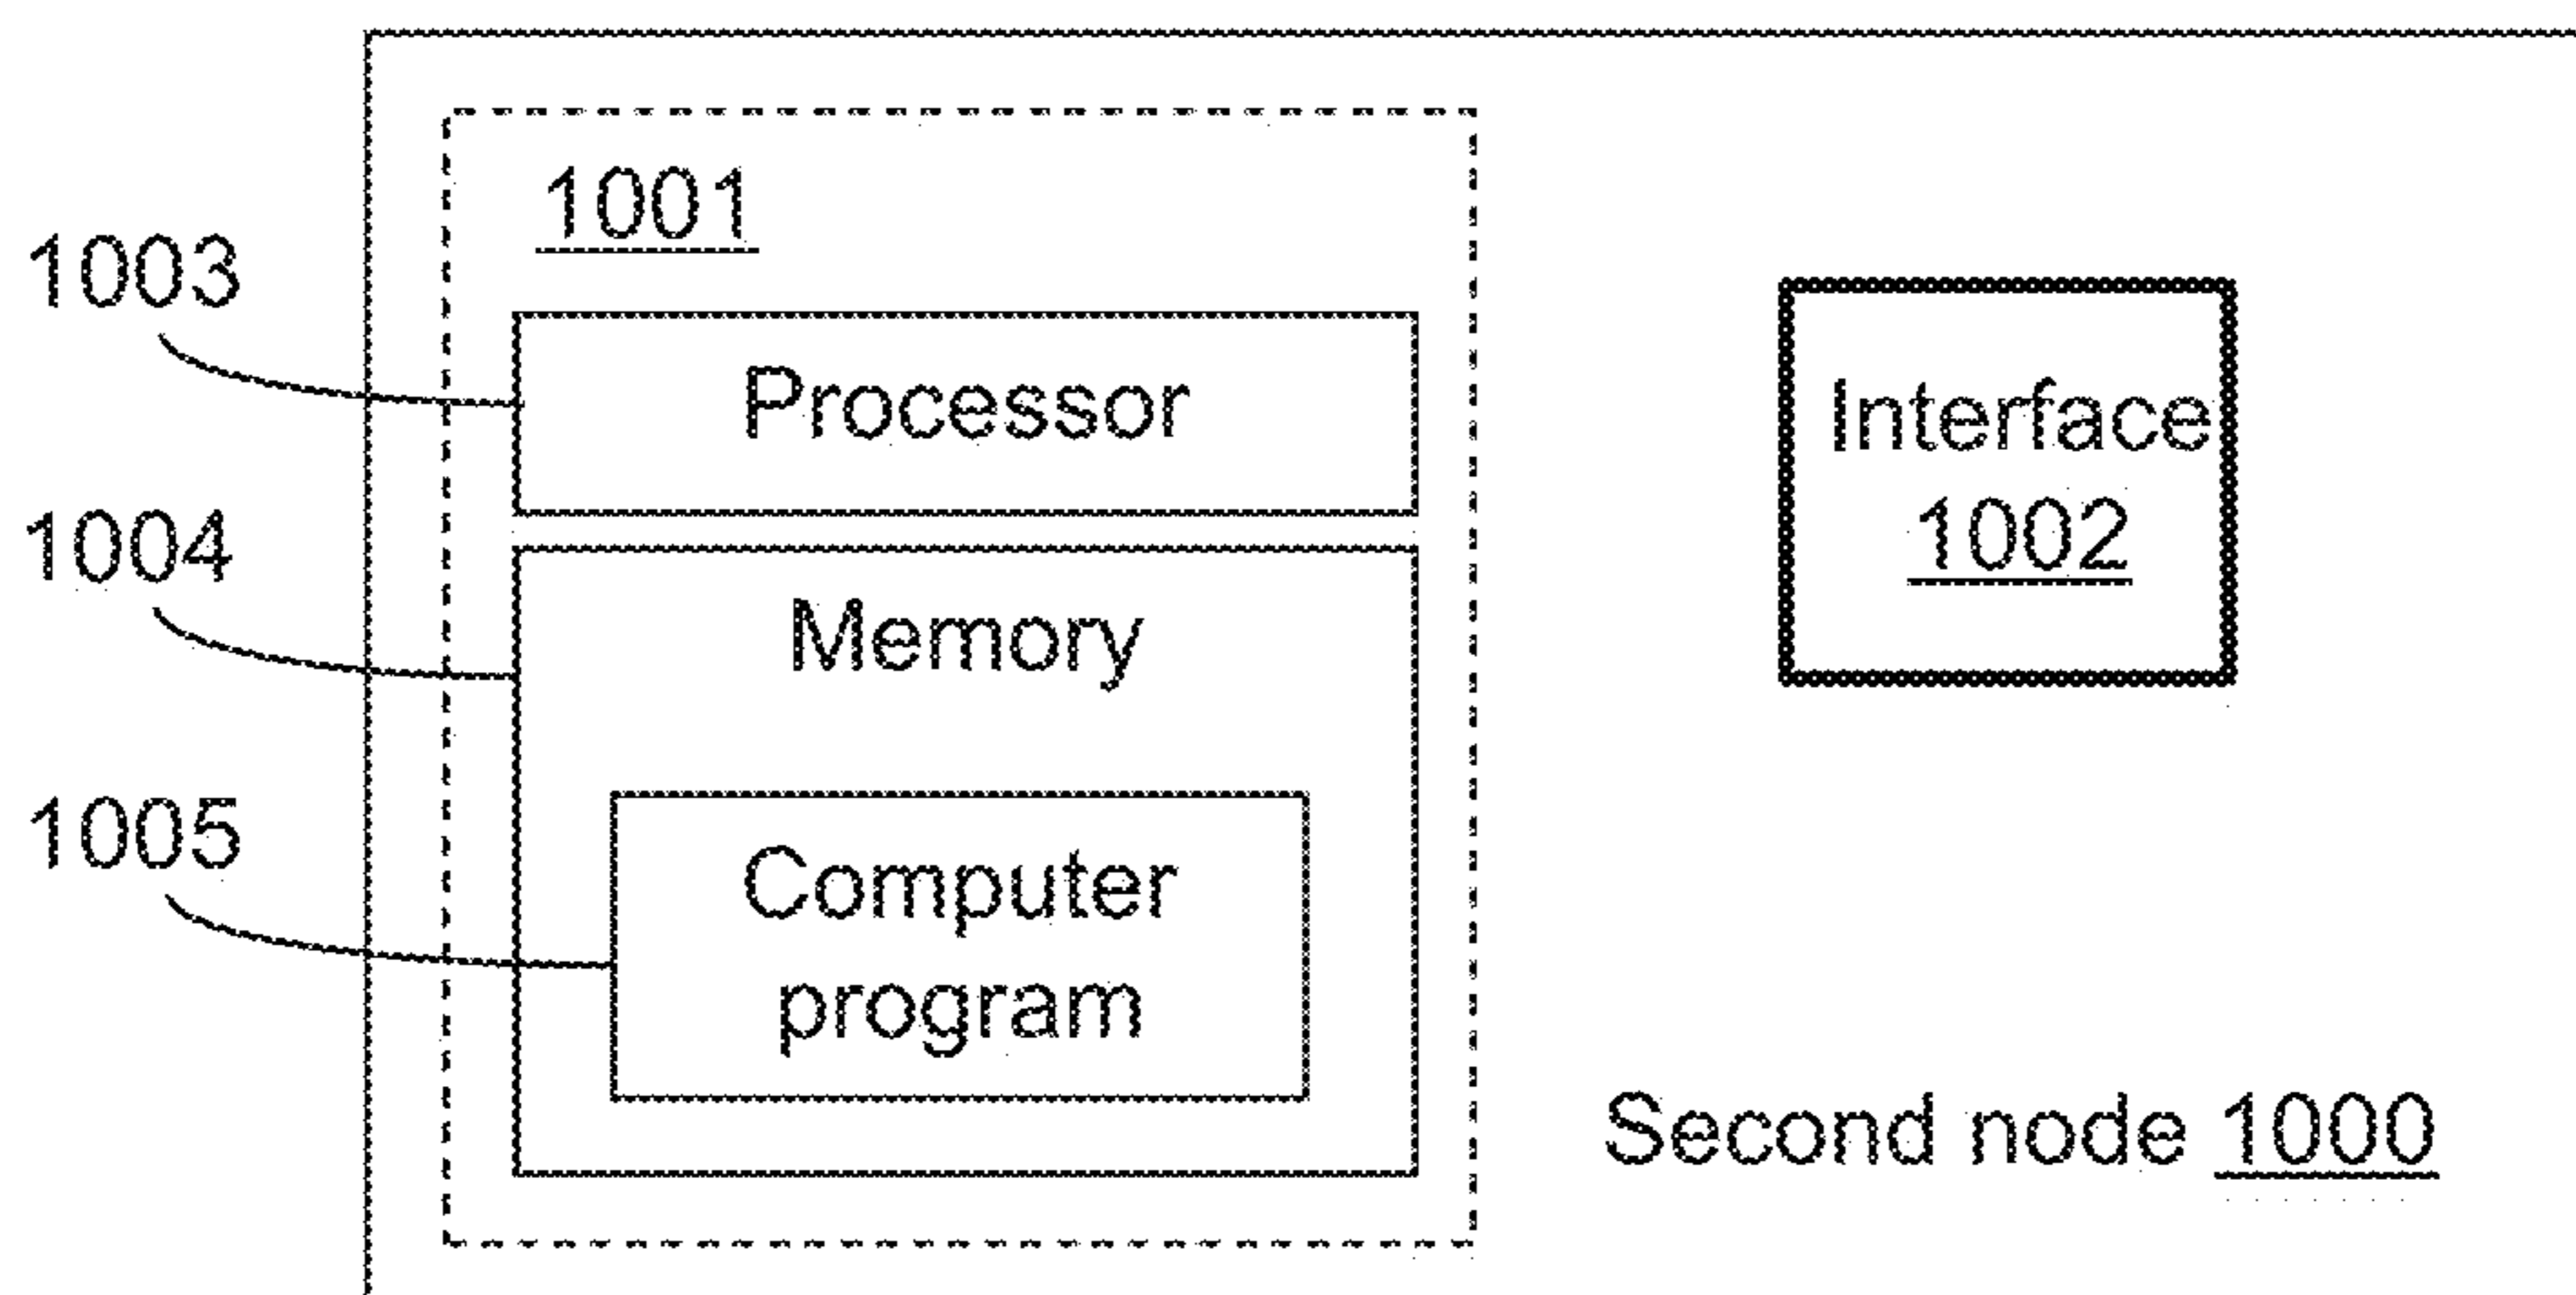 1001
1003
Processor
Interface
1002
1004
Memory
1005
Computer
program
Second node 1000